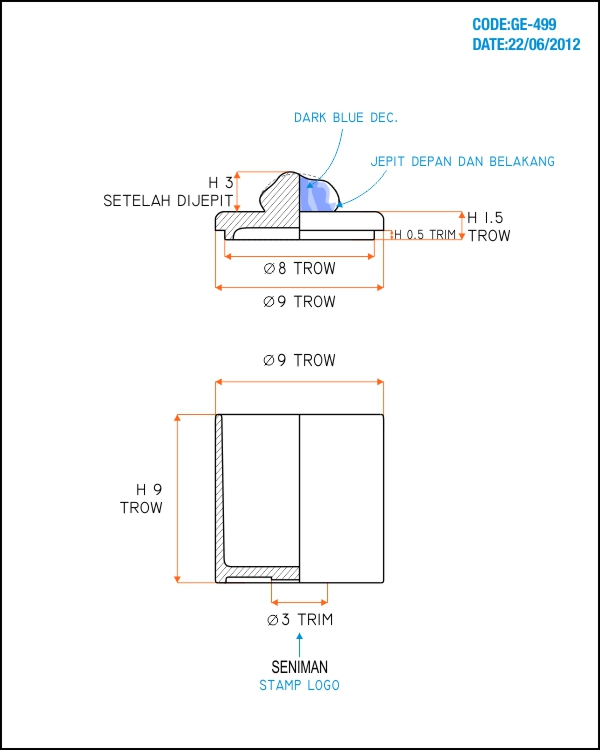 CODE:GE-499
DATE:22/06/2012
DARK BLUE DEC.
JEPIT DEPAN DAN BELAKANG
H 3
SETELAH DIJEPIT
H 1.5
TROW
H 0.5 TRIM
Ø8 TROW
Ø9 TROW
Ø9 TROW
H 9
TROW
Ø3 TRIM
SENIMAN
STAMP LOGO